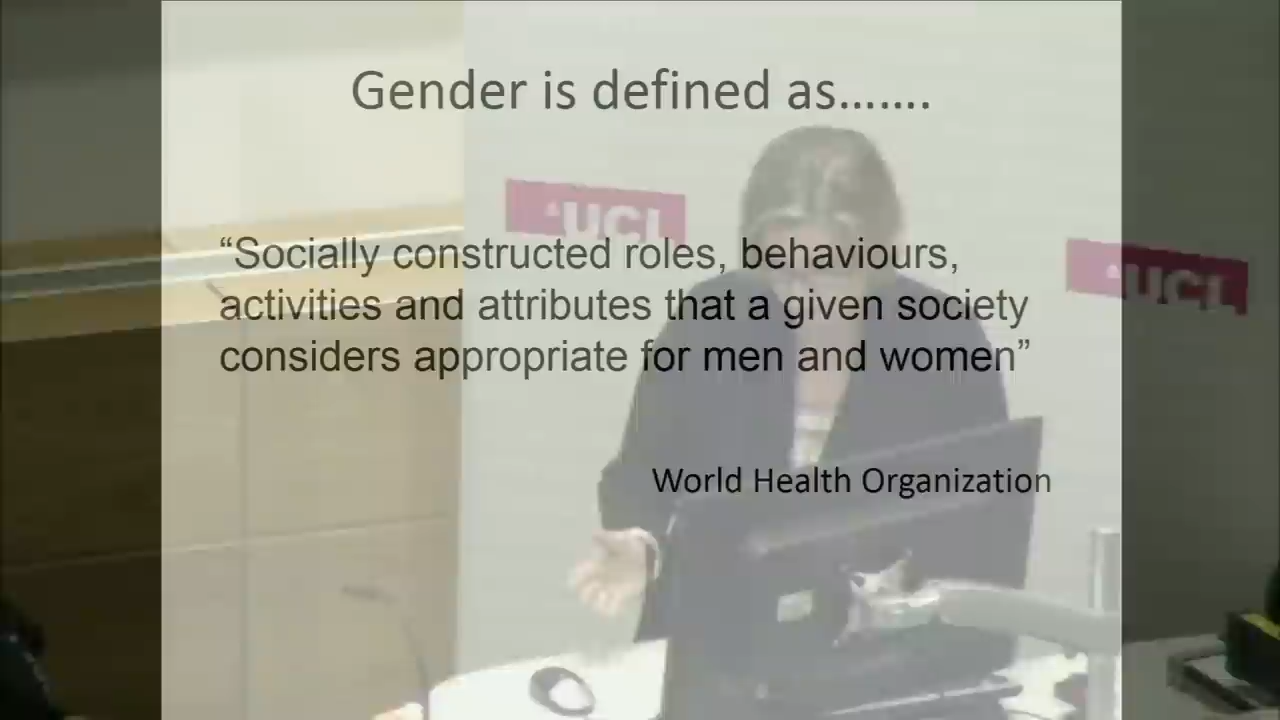 Gender is defined as…….
UCL
UCL
“Socially constructed roles, behaviours,
activities and attributes that a given society
considers appropriate for men and women”
World Health Organization